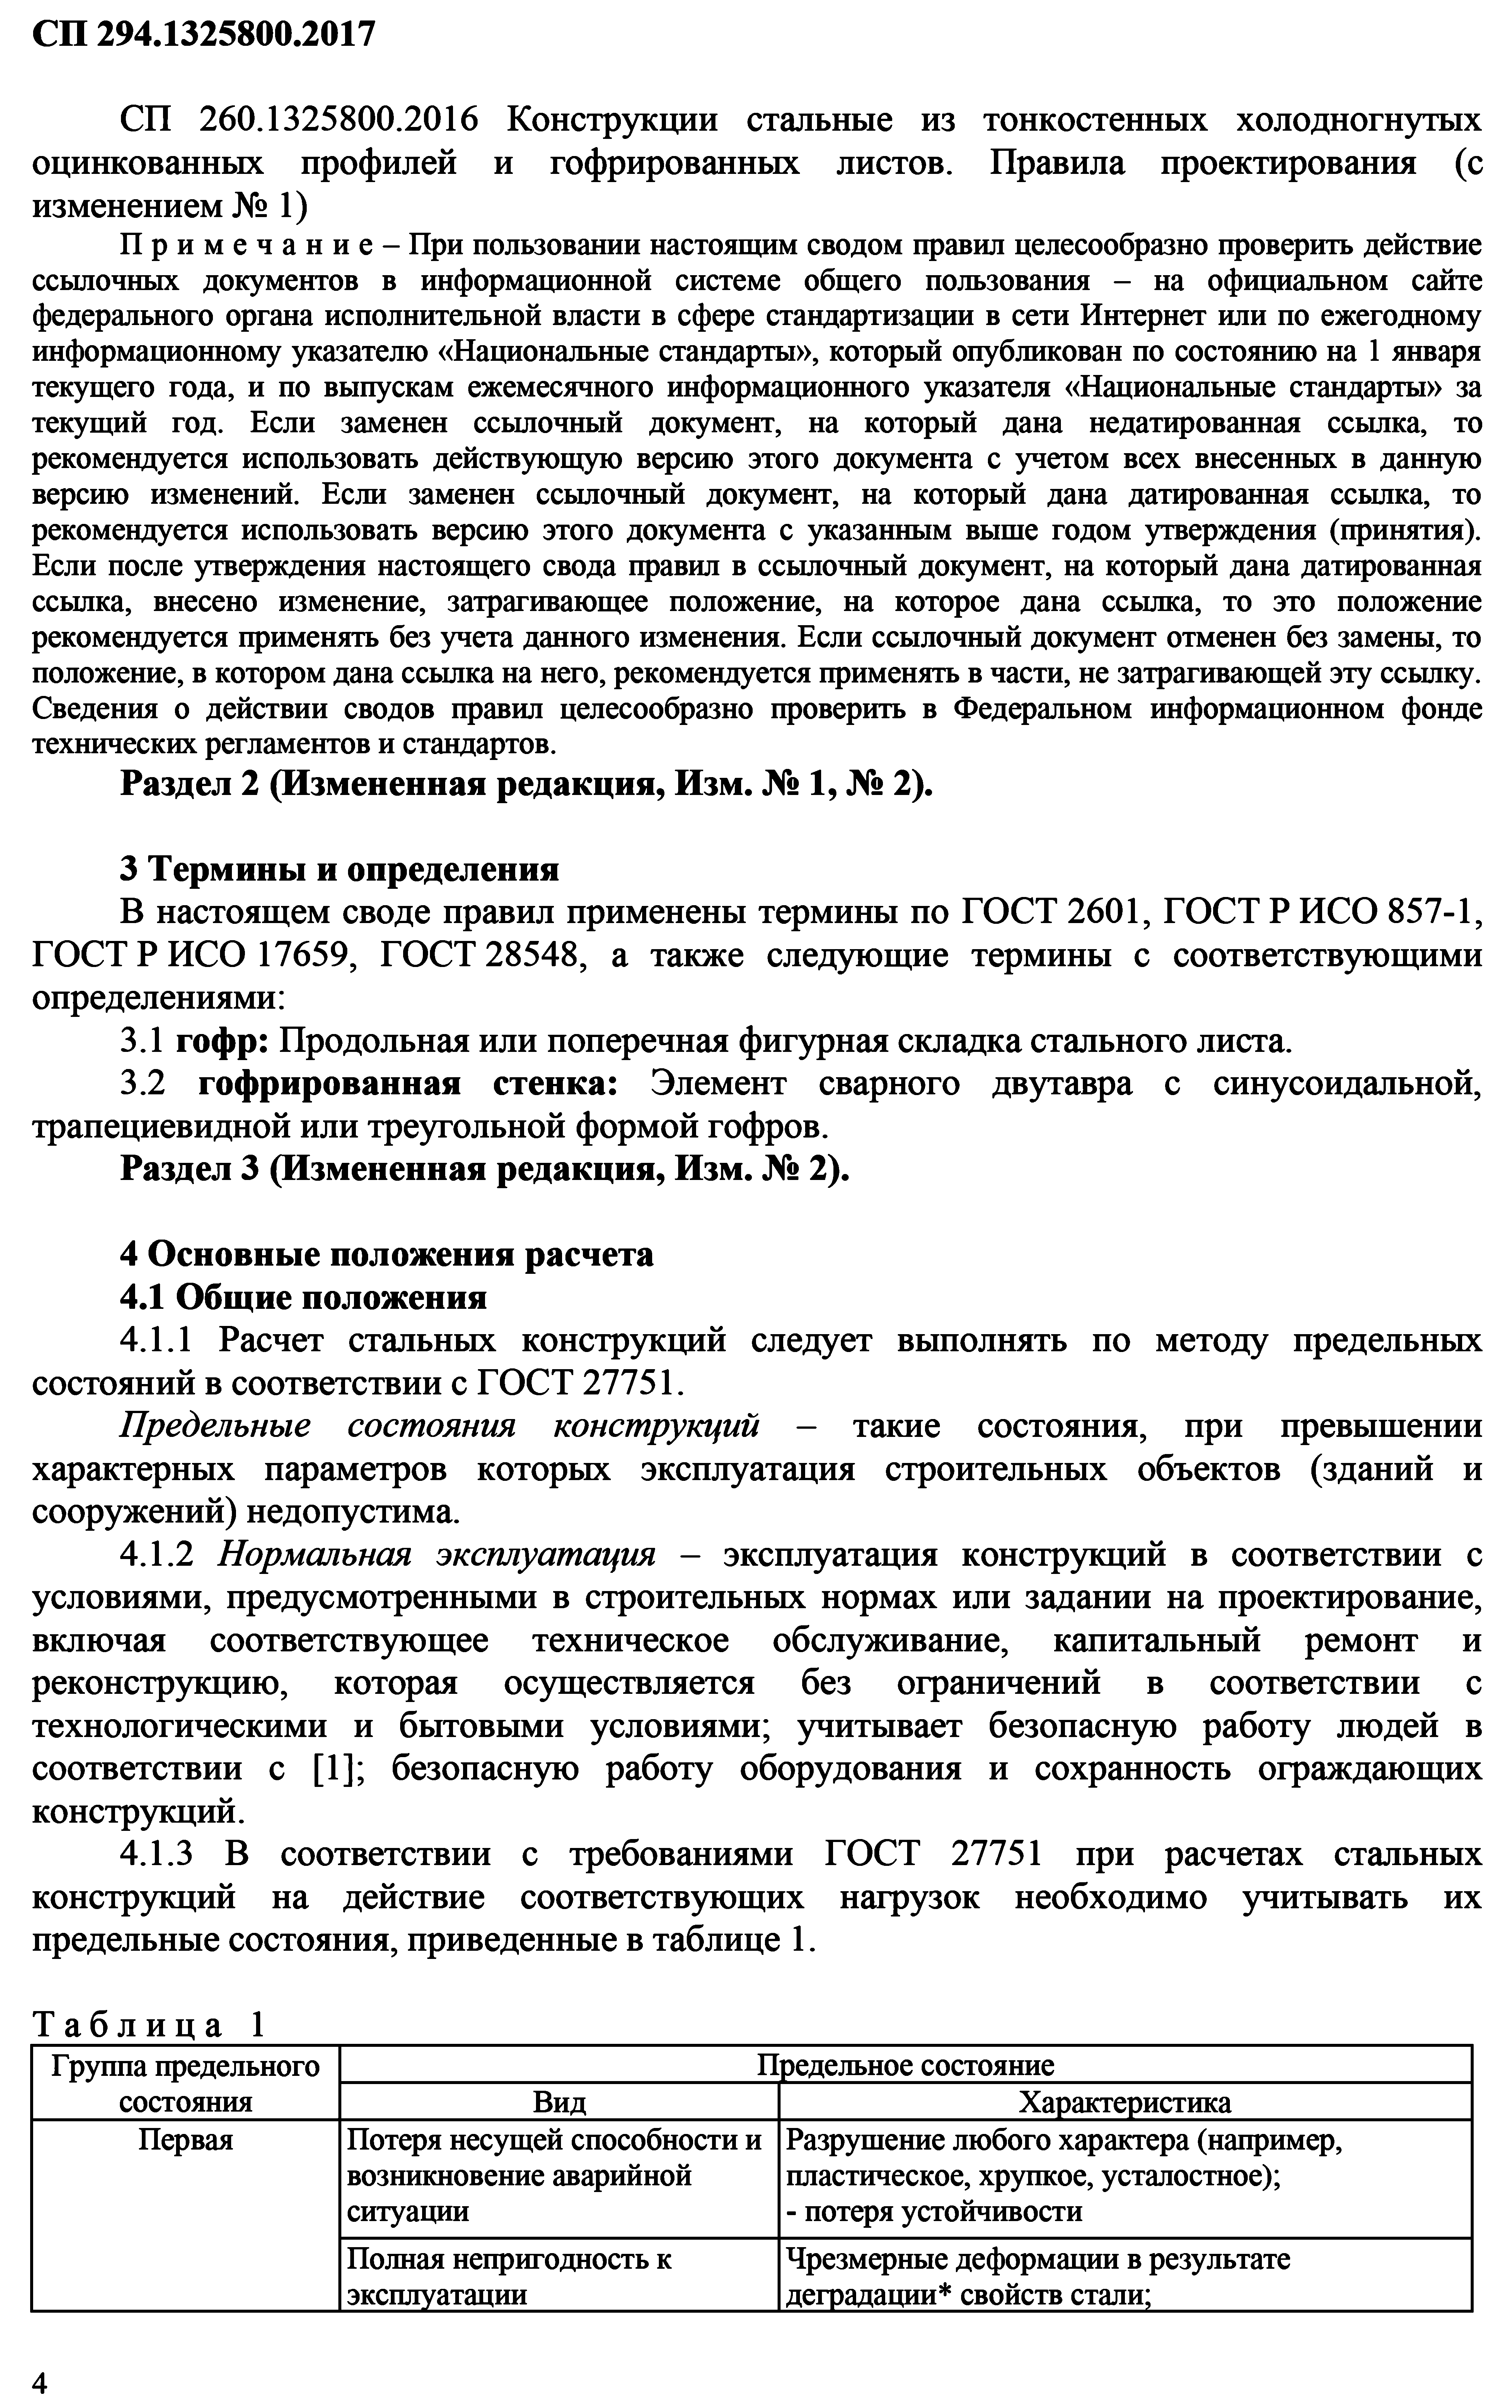 СП 294.1325800.2017
СП 260.1325800.2016 Конструкции стальные из тонкостенных холодногнутых
оцинкованных профилей и гофрированных листов. Правила проектирования (с
изменением № 1)
П р и м е ч а н и е – При пользовании настоящим сводом правил целесообразно проверить действие
ссылочных документов в информационной системе общего пользования – на официальном сайте
федерального органа исполнительной власти в сфере стандартизации в сети Интернет или по ежегодному
информационному указателю «Национальные стандарты», который опубликован по состоянию на 1 января
текущего года, и по выпускам ежемесячного информационного указателя «Национальные стандарты» за
текущий год. Если заменен ссылочный документ, на который дана недатированная ссылка, то
рекомендуется использовать действующую версию этого документа с учетом всех внесенных в данную
версию изменений. Если заменен ссылочный документ, на который дана датированная ссылка, то
рекомендуется использовать версию этого документа с указанным выше годом утверждения (принятия).
Если после утверждения настоящего свода правил в ссылочный документ, на который дана датированная
ссылка, внесено изменение, затрагивающее положение, на которое дана ссылка, то это положение
рекомендуется применять без учета данного изменения. Если ссылочный документ отменен без замены, то
положение, в котором дана ссылка на него, рекомендуется применять в части, не затрагивающей эту ссылку.
Сведения о действии сводов правил целесообразно проверить в Федеральном информационном фонде
технических регламентов и стандартов.
Раздел 2 (Измененная редакция, Изм. № 1, № 2).
3 Термины и определения
В настоящем своде правил применены термины по ГОСТ 2601, ГОСТ Р ИСО 857-1,
ГОСТ Р ИСО 17659, ГОСТ 28548, а также следующие термины с соответствующими
определениями:
3.1 гофр: Продольная или поперечная фигурная складка стального листа.
3.2 гофрированная стенка: Элемент сварного двутавра с синусоидальной,
трапециевидной или треугольной формой гофров.
Раздел 3 (Измененная редакция, Изм. № 2).
4 Основные положения расчета
4.1 Общие положения
4.1.1 Расчет стальных конструкций следует выполнять по методу предельных
состояний в соответствии с ГОСТ 27751.
Предельные состояния конструкций – такие состояния, при превышении
характерных параметров которых эксплуатация строительных объектов (зданий и
сооружений) недопустима.
4.1.2 Нормальная эксплуатация – эксплуатация конструкций в соответствии с
условиями, предусмотренными в строительных нормах или задании на проектирование,
включая соответствующее техническое обслуживание, капитальный ремонт и
реконструкцию, которая осуществляется без ограничений в соответствии с
технологическими и бытовыми условиями; учитывает безопасную работу людей в
соответствии с [1]; безопасную работу оборудования и сохранность ограждающих
конструкций.
4.1.3 В соответствии с требованиями ГОСТ 27751 при расчетах стальных
конструкций на действие соответствующих нагрузок необходимо учитывать их
предельные состояния, приведенные в таблице 1.
Т а б л и ц а 1
Группа предельного
состояния
Предельное состояние
Вид
Характеристика
Первая
Потеря несущей способности и
возникновение аварийной
ситуации
Разрушение любого характера (например,
пластическое, хрупкое, усталостное);
- потеря устойчивости
Полная непригодность к
эксплуатации
Чрезмерные деформации в результате
деградации* свойств стали;
4